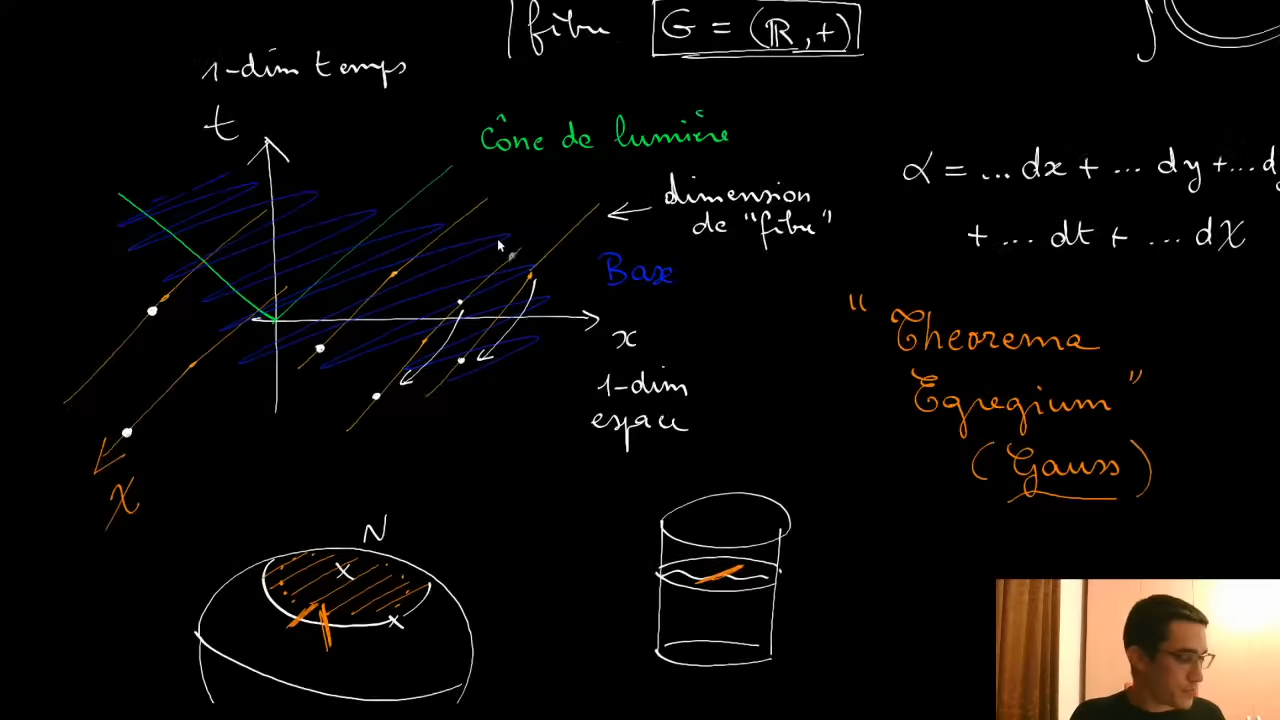 fibre G = (ℝ, +)
1-dim temps
t
Cône de lumière
dimension
de "fibre"
Base
x
1-dim
espace
χ
α = ... dx + ... dy + ... d
+ ... dt + ... dχ
" Theorema
Egregium "
( Gauss )
N